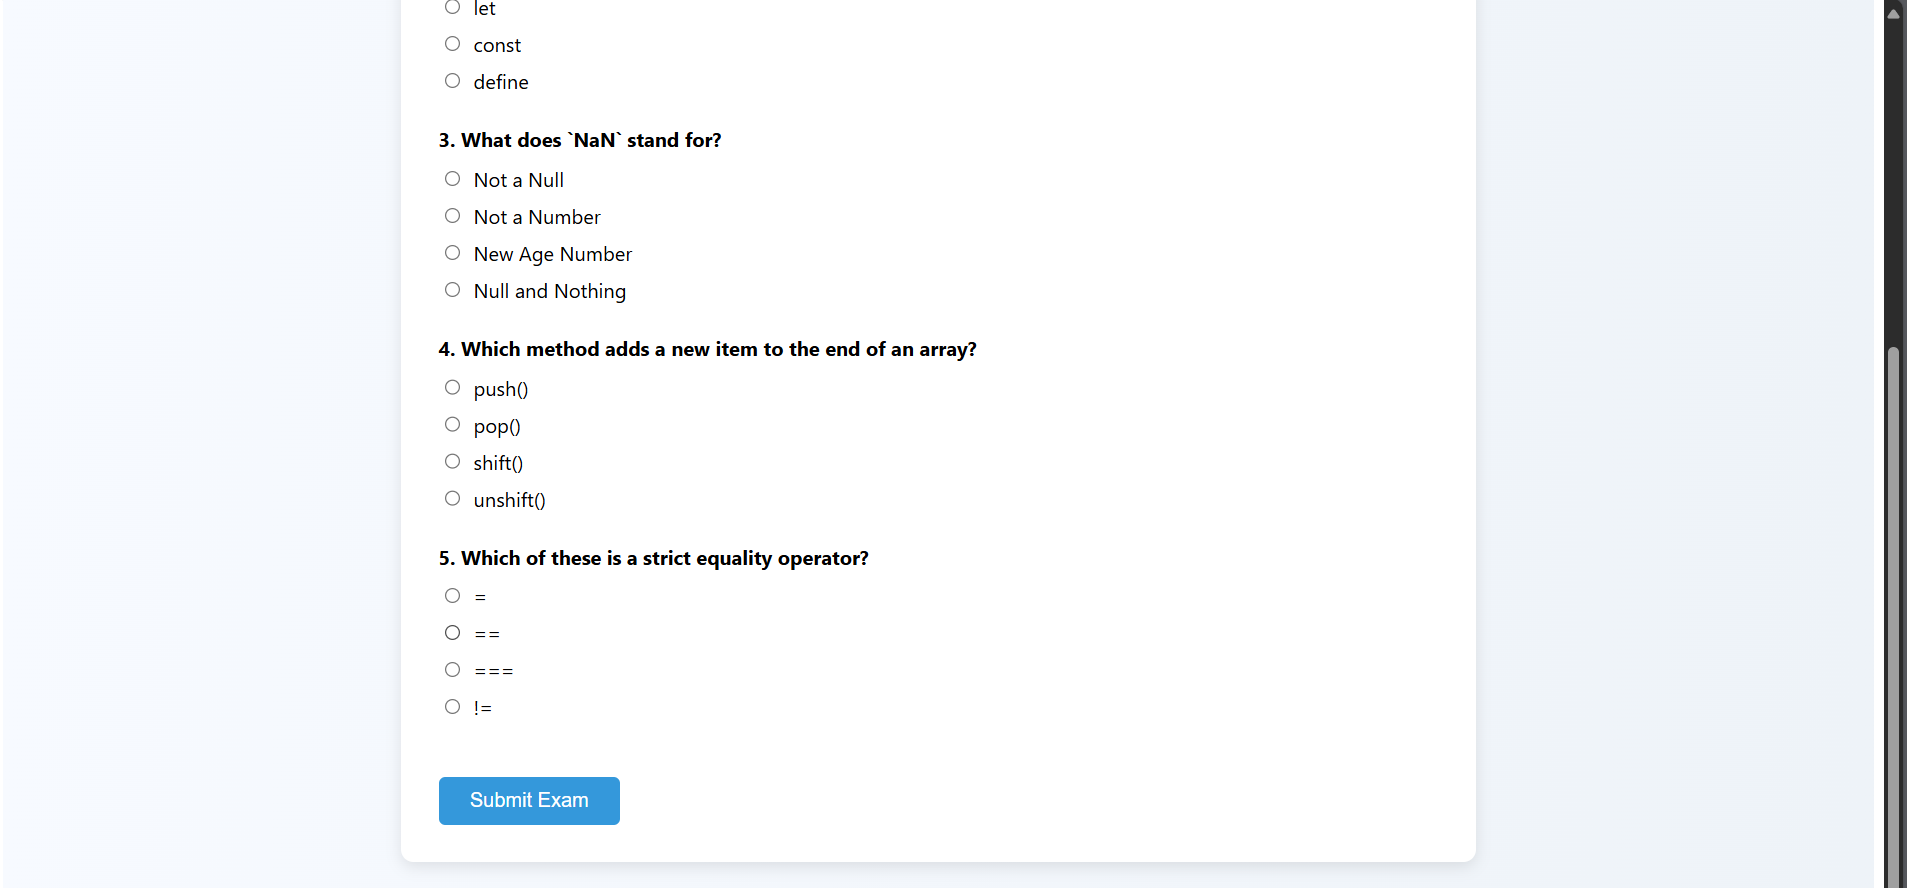 let
const
define
3. What does `NaN` stand for?
Not a Null
Not a Number
New Age Number
Null and Nothing
4. Which method adds a new item to the end of an array?
push()
pop()
shift()
unshift()
5. Which of these is a strict equality operator?
=
==
===
!=
Submit Exam